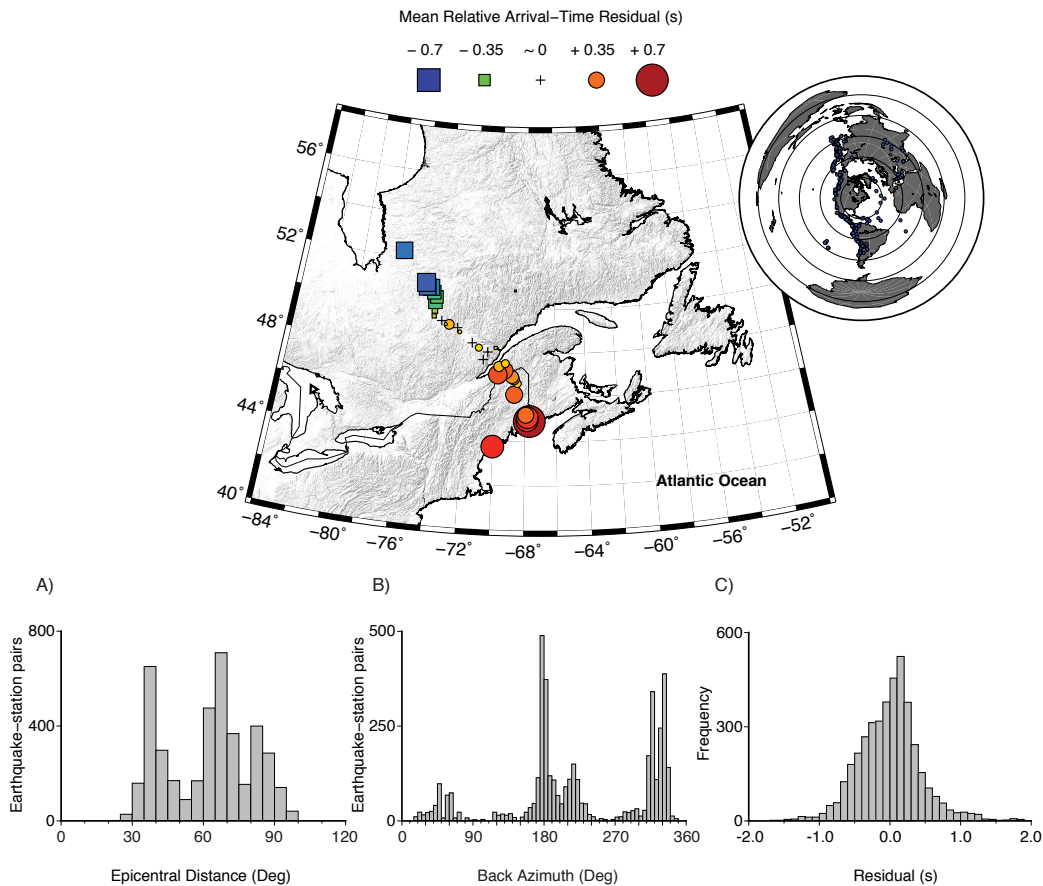 Mean Relative Arrival−Time Residual (s)
− 0.7 − 0.35 ~ 0 + 0.35 + 0.7
56˚
52˚
48˚
44˚
40˚
−84˚ −80˚ −76˚ −72˚ −68˚ −64˚ −60˚ −56˚ −52˚
Atlantic Ocean
A)
Earthquake−station pairs
800
400
0
0 30 60 90 120
Epicentral Distance (Deg)
B)
Earthquake−station pairs
500
250
0
0 90 180 270 360
Back Azimuth (Deg)
C)
Frequency
600
300
0
-2.0 -1.0 0.0 1.0 2.0
Residual (s)